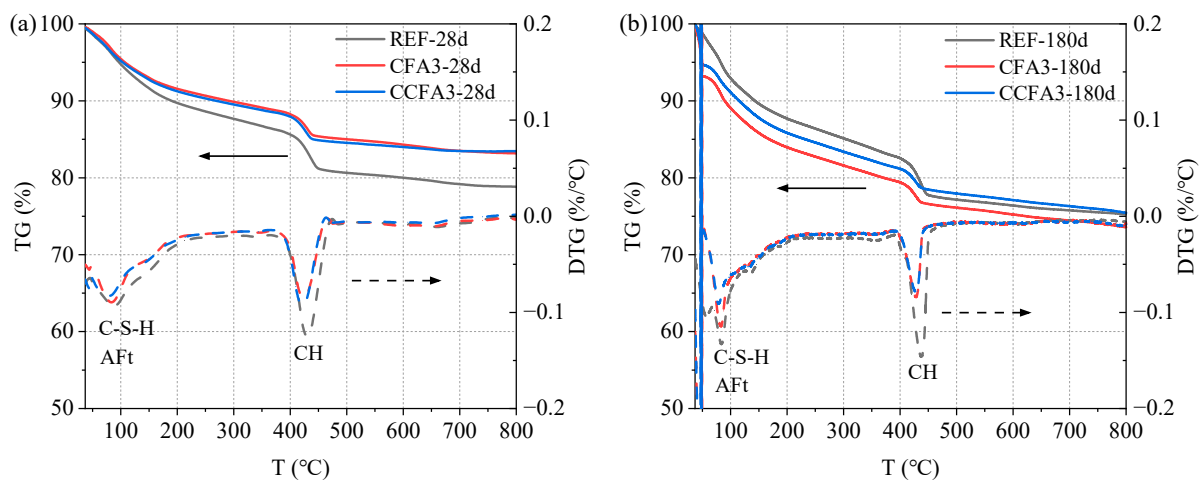 (a)
REF-28d
CFA3-28d
CCFA3-28d
C-S-H
AFt
CH
100
90
80
70
60
50
TG (%)
0.2
0.1
0.0
−0.1
−0.2
DTG (%/°C)
100 200 300 400 500 600 700 800
T (°C)
(b)
REF-180d
CFA3-180d
CCFA3-180d
C-S-H
AFt
CH
100
90
80
70
60
50
TG (%)
0.2
0.1
0.0
−0.1
−0.2
DTG (%/°C)
100 200 300 400 500 600 700 800
T (°C)